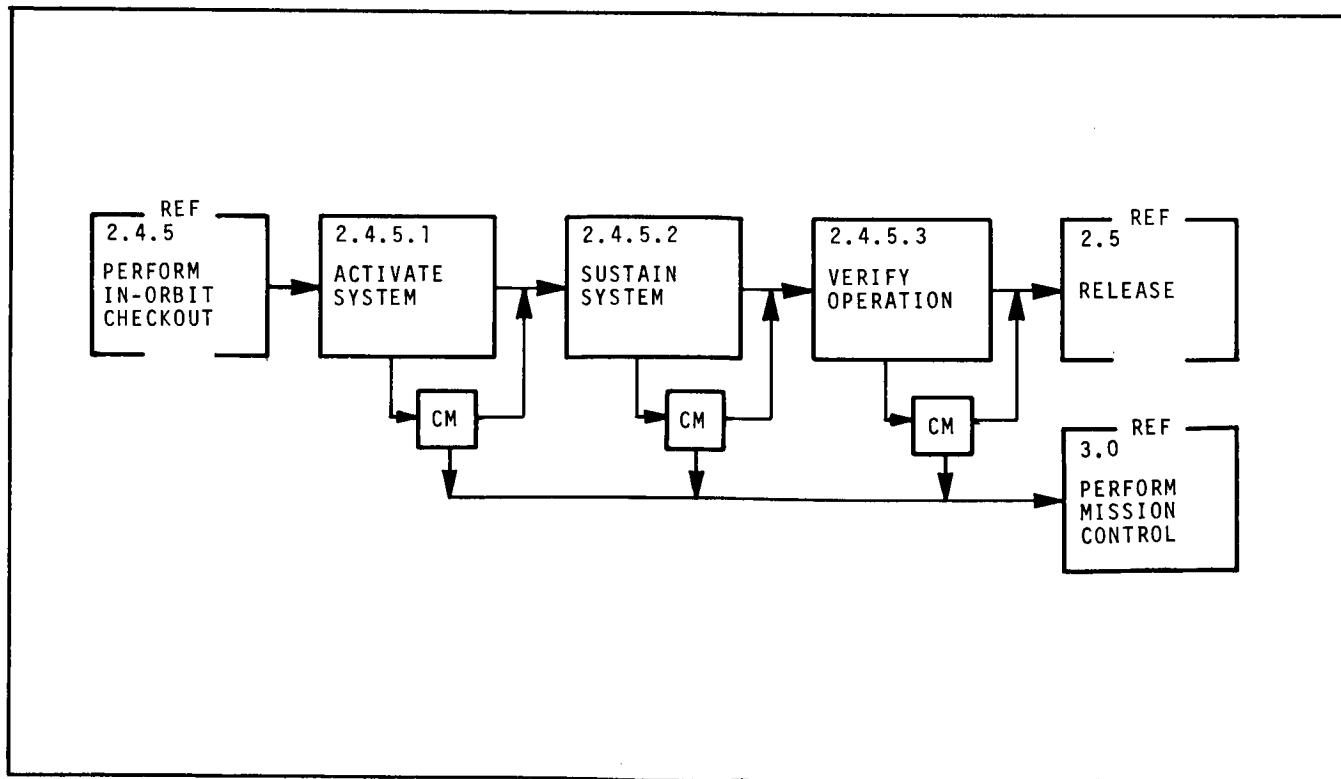 REF
2.4.5
PERFORM
IN-ORBIT
CHECKOUT
2.4.5.1
ACTIVATE
SYSTEM
2.4.5.2
SUSTAIN
SYSTEM
2.4.5.3
VERIFY
OPERATION
REF
2.5
RELEASE
CM
CM
CM
REF
3.0
PERFORM
MISSION
CONTROL